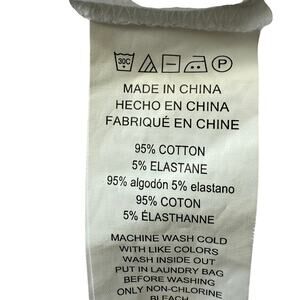 30C P
MADE IN CHINA
HECHO EN CHINA
FABRIQUÉ EN CHINE
95% COTTON
5% ELASTANE
95% algodón 5% elastano
95% COTON
5% ÉLASTHANNE
MACHINE WASH COLD
WITH LIKE COLORS
WASH INSIDE OUT
PUT IN LAUNDRY BAG
BEFORE WASHING
ONLY NON-CHLORINE
BLEACH